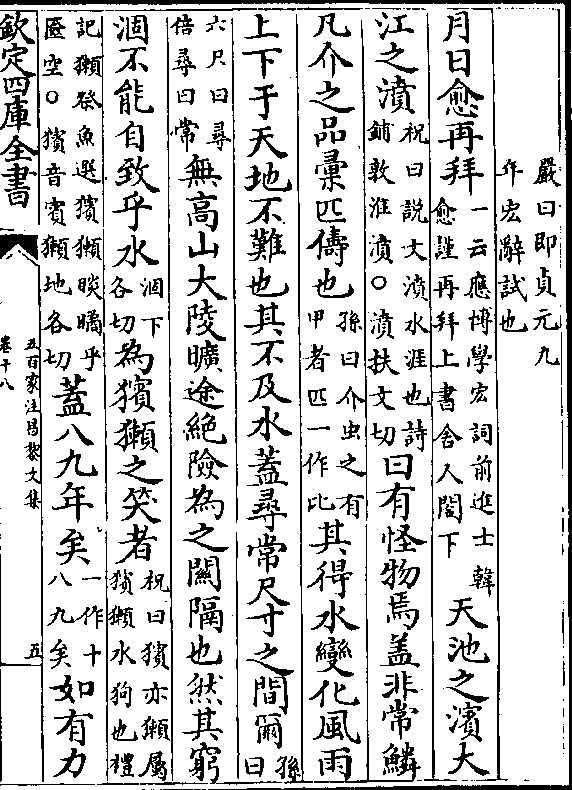 嚴曰即貞元九作宏辭試也
月日愈再拜一云應博學宏詞前進士韓愈謹再拜上書舍人閣下天池之濱大
江之濆祝曰說文濆水涯也詩鋪敦淮濆○濆扶文切曰有怪物焉蓋非常鱗
凡介之品彙匹儔也孫曰介虫之有甲者匹一作比其得水變化風雨
上下于天地不難也其不及水蓋尋常尺寸之間爾孫曰
六尺曰尋倍尋曰常無高山大陵曠途絶險為之闗隔也然其窮
涸不能自致乎水涸下各切為獱獺之笑者祝曰獱亦獺屬獱獺水狗也禮
記獺祭魚選獱獺睒瞲乎厱空○獱音賓獺地各切蓋八九年矣一作十八九矣如有力
欽定四庫全書
五百家注昌黎文集
卷十八
五